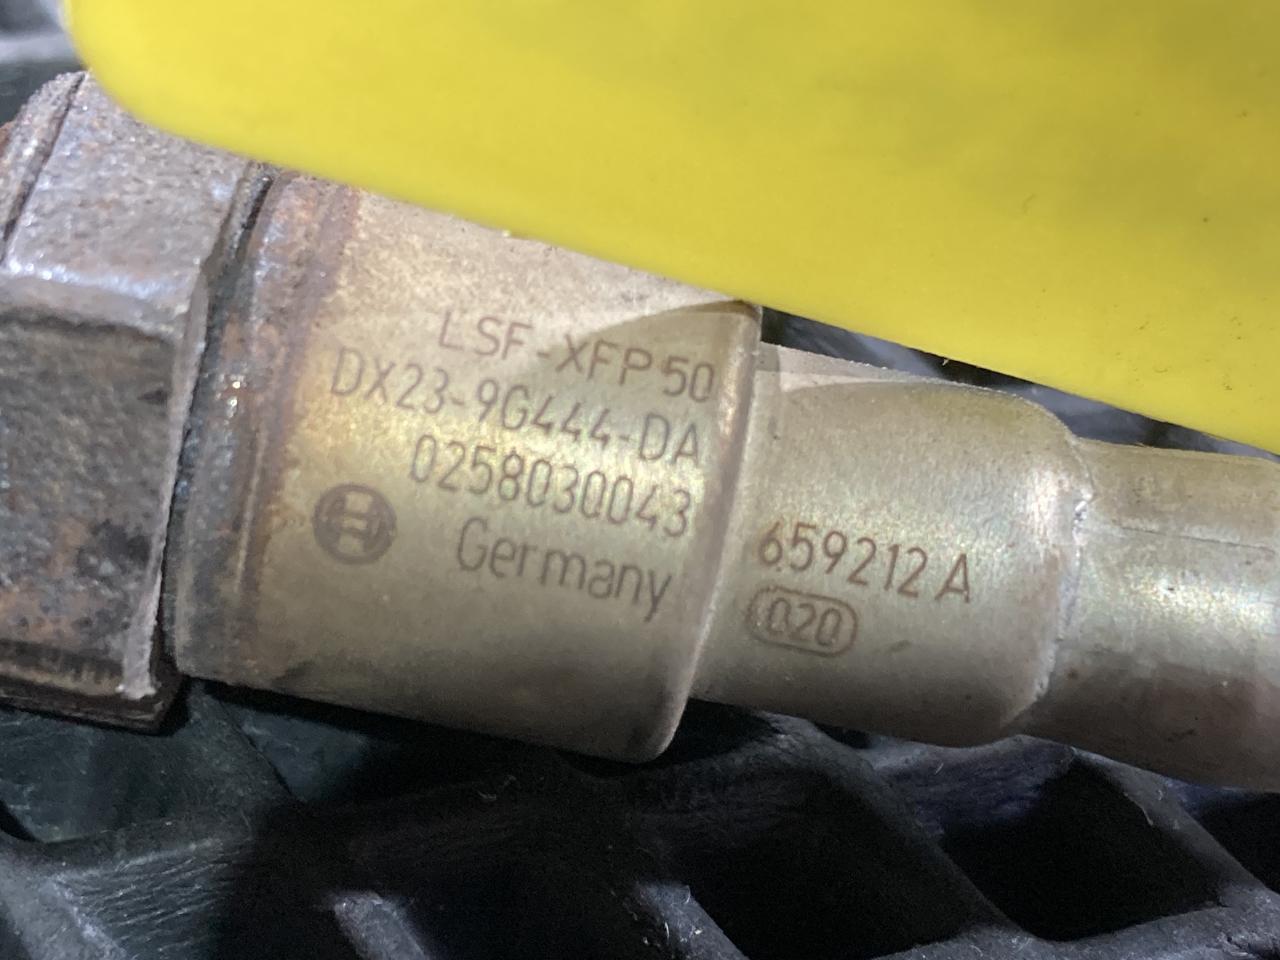 LSF-XFP 50
DX23-9G444-DA
0258030043
Germany
659212 A
020